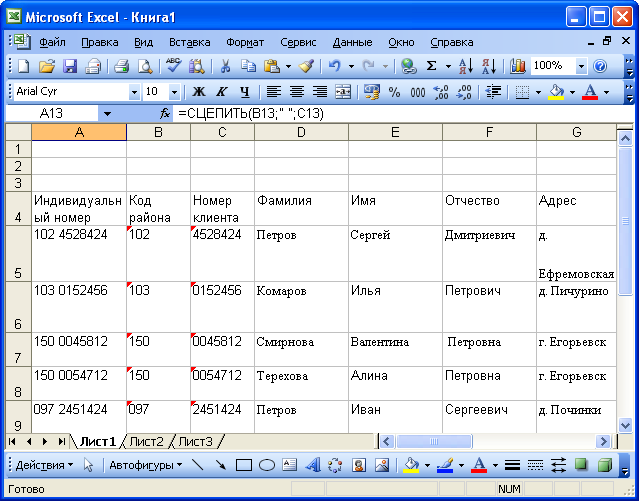 Microsoft Excel - Книга1
Файл Правка Вид Вставка Формат Сервис Данные Окно Справка
100%
Arial Cyr 10 Ж К Ч % 000
A13 fx =СЦЕПИТЬ(B13;" ";C13)
A B C D E F G
1
2
3
Индивидуальн Код Номер Фамилия Имя Отчество Адрес
4 ый номер района клиента
102 4528424 102 4528424 Петров Сергей Дмитриевич д.
5 Ефремовская
103 0152456 103 0152456 Комаров Илья Петрович д. Пичурино
6
150 0045812 150 0045812 Смирнова Валентина Петровна г. Егорьевск
7
150 0054712 150 0054712 Терехова Алина Петровна г. Егорьевск
8
097 2451424 097 2451424 Петров Иван Сергеевич д. Починки
9
Лист1 Лист2 Лист3
Действия Автофигуры
Готово NUM